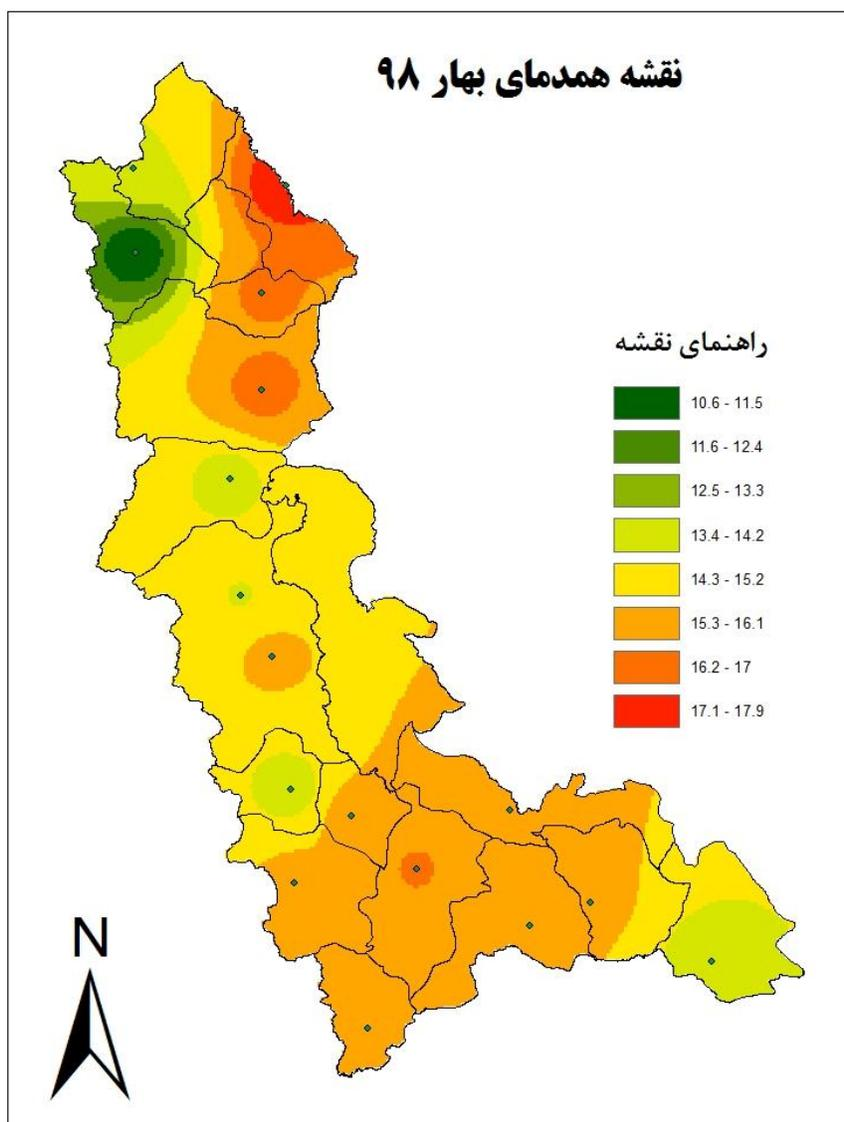 نقشه همدمای بهار ۹۸
راهنمای نقشه
10.6 - 11.5
11.6 - 12.4
12.5 - 13.3
13.4 - 14.2
14.3 - 15.2
15.3 - 16.1
16.2 - 17
17.1 - 17.9
N